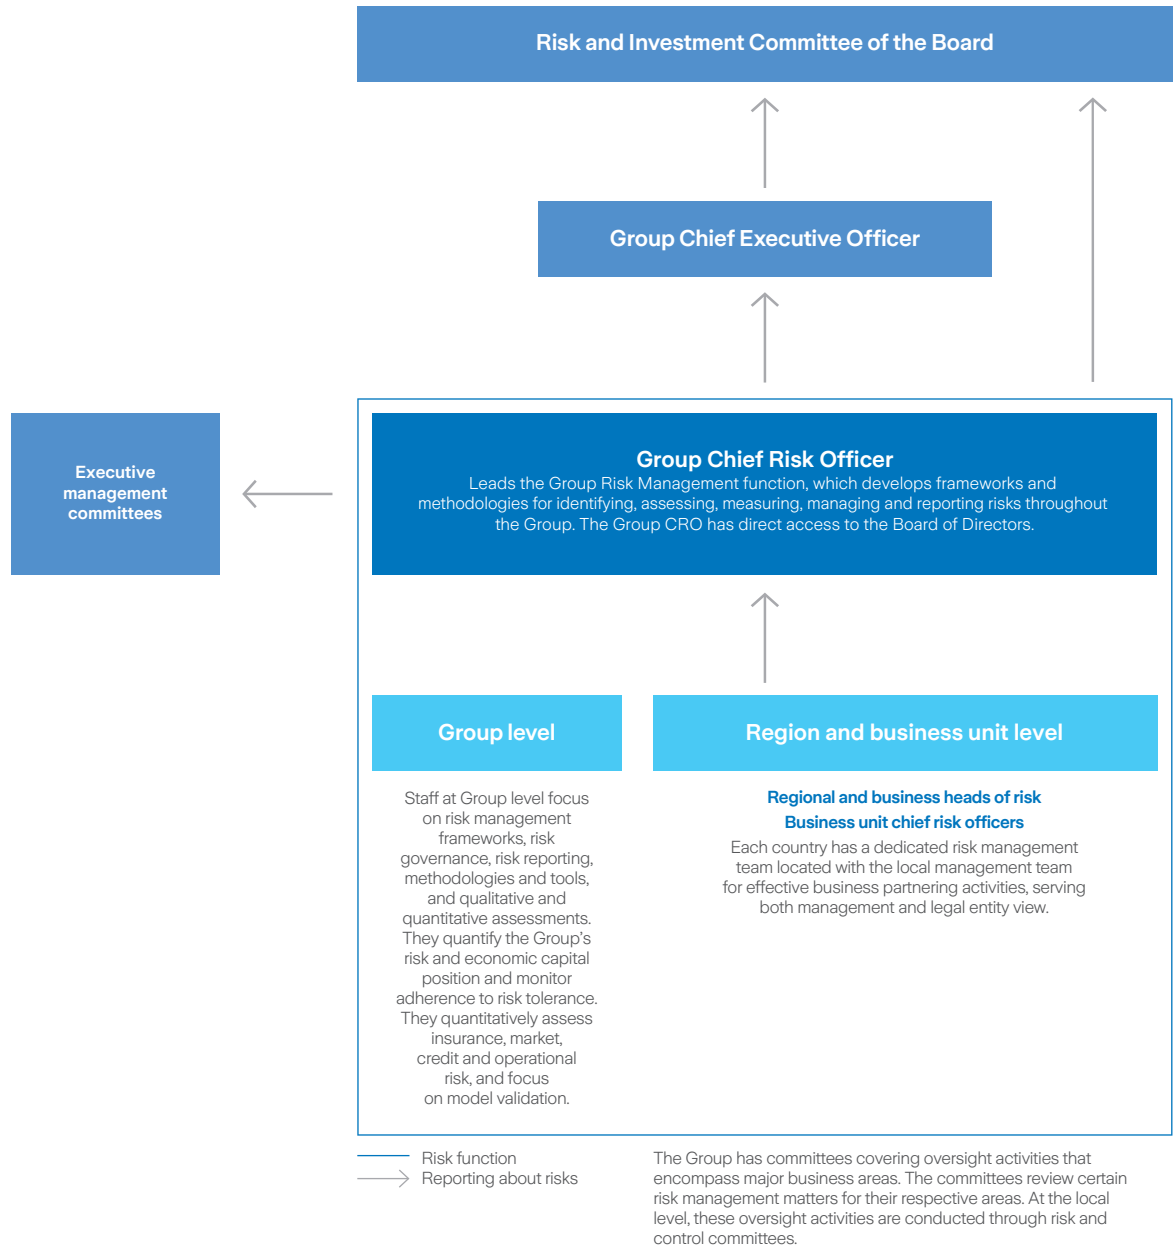 Risk and Investment Committee of the Board
Group Chief Executive Officer
Executive
management
committees
Group Chief Risk Officer
Leads the Group Risk Management function, which develops frameworks and
methodologies for identifying, assessing, measuring, managing and reporting risks throughout
the Group. The Group CRO has direct access to the Board of Directors.
Group level
Staff at Group level focus
on risk management
frameworks, risk
governance, risk reporting,
methodologies and tools,
and qualitative and
quantitative assessments.
They quantify the Group’s
risk and economic capital
position and monitor
adherence to risk tolerance.
They quantitatively assess
insurance, market,
credit and operational
risk, and focus
on model validation.
Region and business unit level
Regional and business heads of risk
Business unit chief risk officers
Each country has a dedicated risk management
team located with the local management team
for effective business partnering activities, serving
both management and legal entity view.
Risk function
Reporting about risks
The Group has committees covering oversight activities that
encompass major business areas. The committees review certain
risk management matters for their respective areas. At the local
level, these oversight activities are conducted through risk and
control committees.